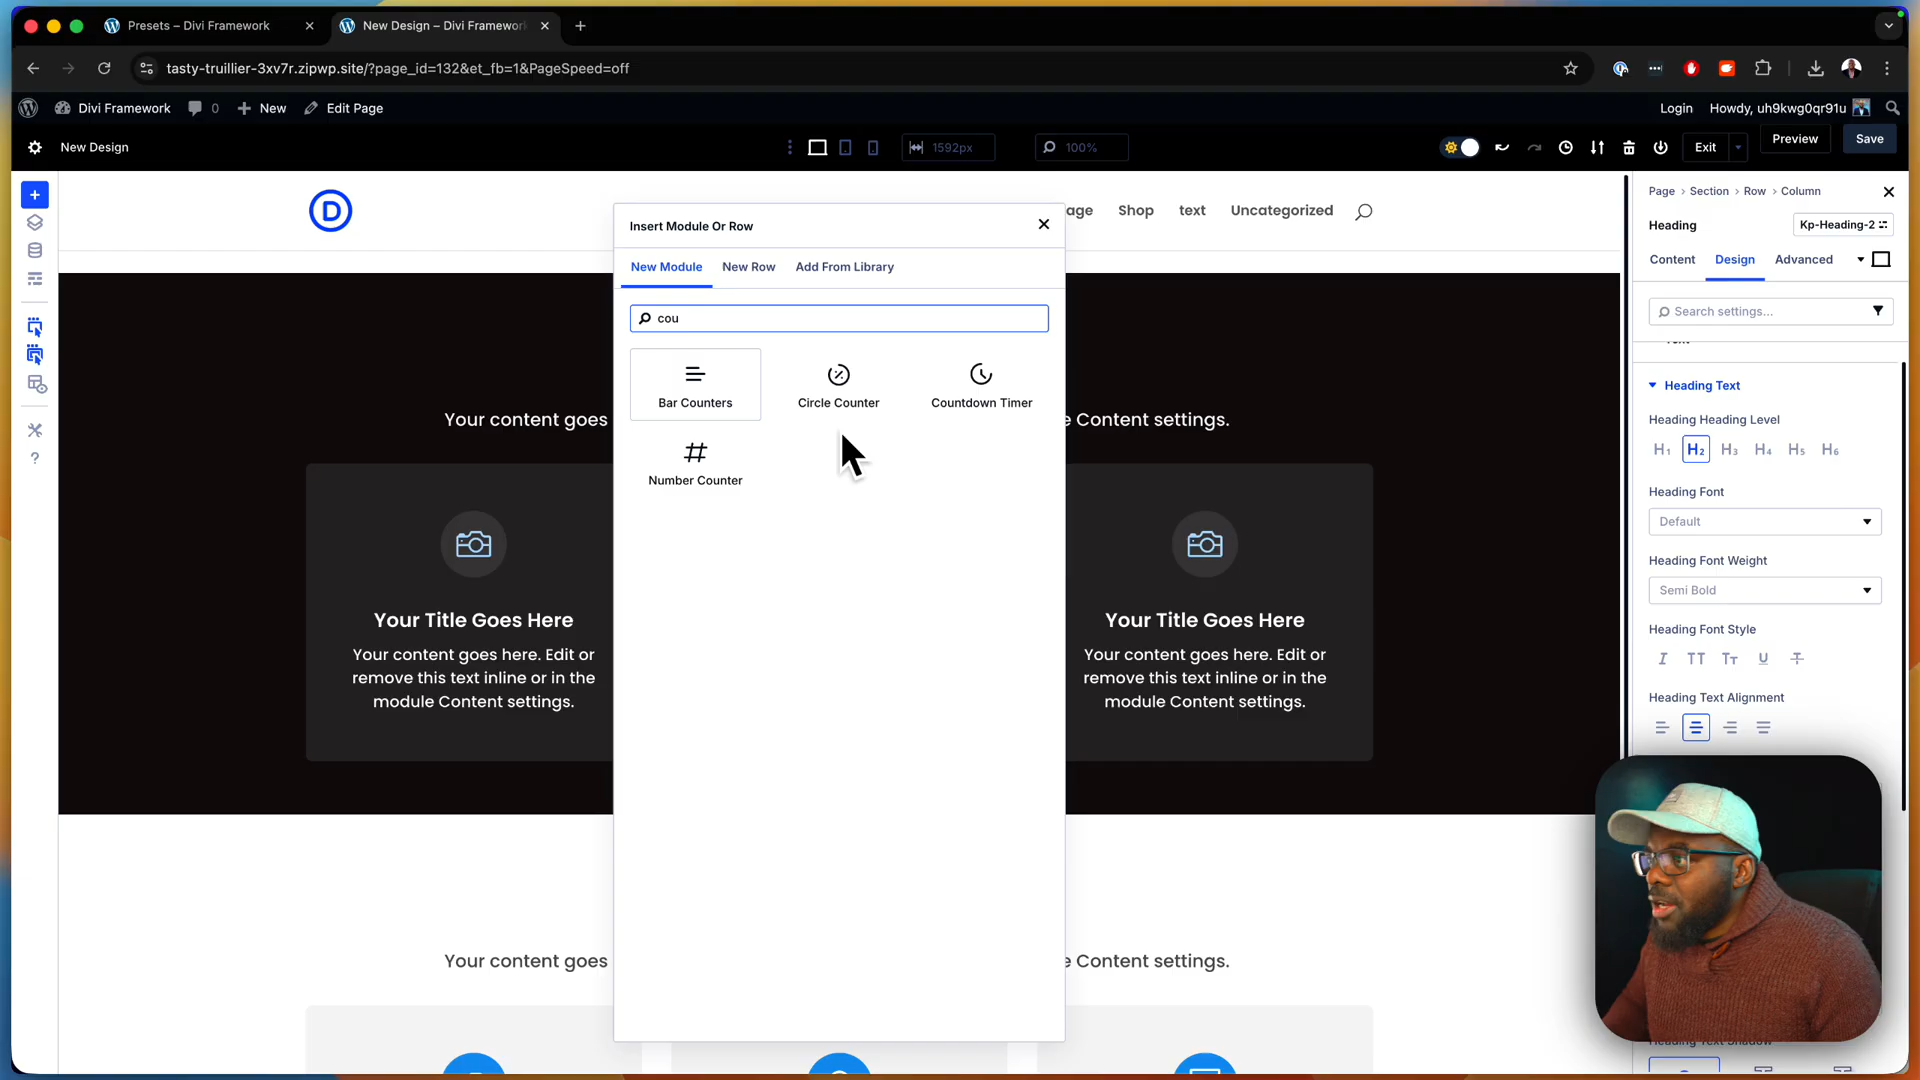 Presets – Divi Framework
New Design – Divi Framewor
tasty-truillier-3xv7r.zipwp.site/?page_id=132&et_fb=1&PageSpeed=off
Divi Framework
0
New
Edit Page
Login
Howdy, uh9kwg0qr91u
New Design
1592px
100%
Exit
Preview
Save
D
age
Shop
text
Uncategorized
Insert Module Or Row
New Module
New Row
Add From Library
cou
Bar Counters
Circle Counter
Countdown Timer
Number Counter
Your content goes
e Content settings.
Your Title Goes Here
Your content goes here. Edit or
remove this text inline or in the
module Content settings.
Your Title Goes Here
Your content goes here. Edit or
remove this text inline or in the
module Content settings.
Your content goes
e Content settings.
Page > Section > Row > Column
Heading
Kp-Heading-2
Content
Design
Advanced
Search settings...
Text
Heading Text
Heading Heading Level
H1 H2 H3 H4 H5 H6
Heading Font
Default
Heading Font Weight
Semi Bold
Heading Font Style
I TT Tт U T
Heading Text Alignment
Heading Text Shadow